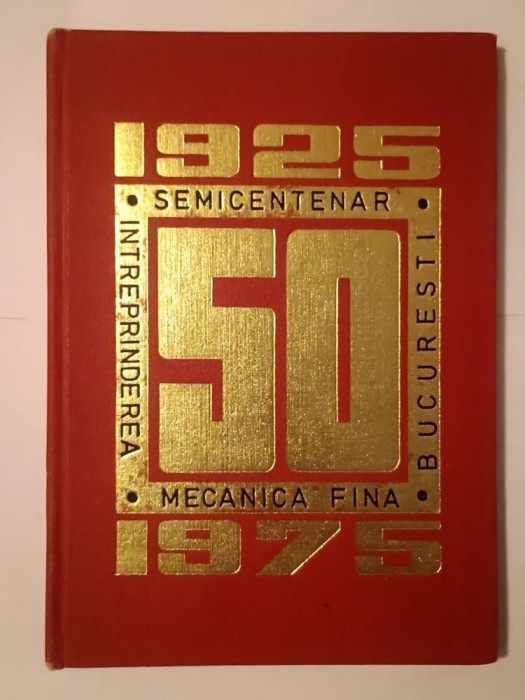 1925
SEMICENTENAR
INTREPRINDEREA
50
BUCURESTI
MECANICA FINA
1975